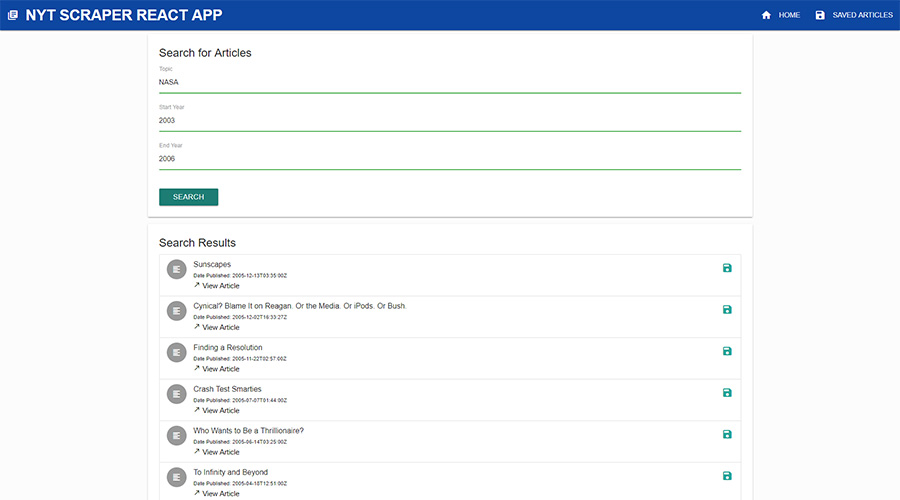 NYT SCRAPER REACT APP
HOME
SAVED ARTICLES
Search for Articles
Topic
NASA
Start Year
2003
End Year
2006
SEARCH
Search Results
Sunscapes
Date Published: 2005-12-13T03:35:00Z
View Article
Cynical? Blame It on Reagan. Or the Media. Or iPods. Or Bush.
Date Published: 2005-12-02T16:33:27Z
View Article
Finding a Resolution
Date Published: 2005-11-22T02:57:00Z
View Article
Crash Test Smarties
Date Published: 2005-07-07T01:44:00Z
View Article
Who Wants to Be a Thrillionaire?
Date Published: 2005-06-14T03:25:00Z
View Article
To Infinity and Beyond
Date Published: 2005-04-18T12:51:00Z
View Article